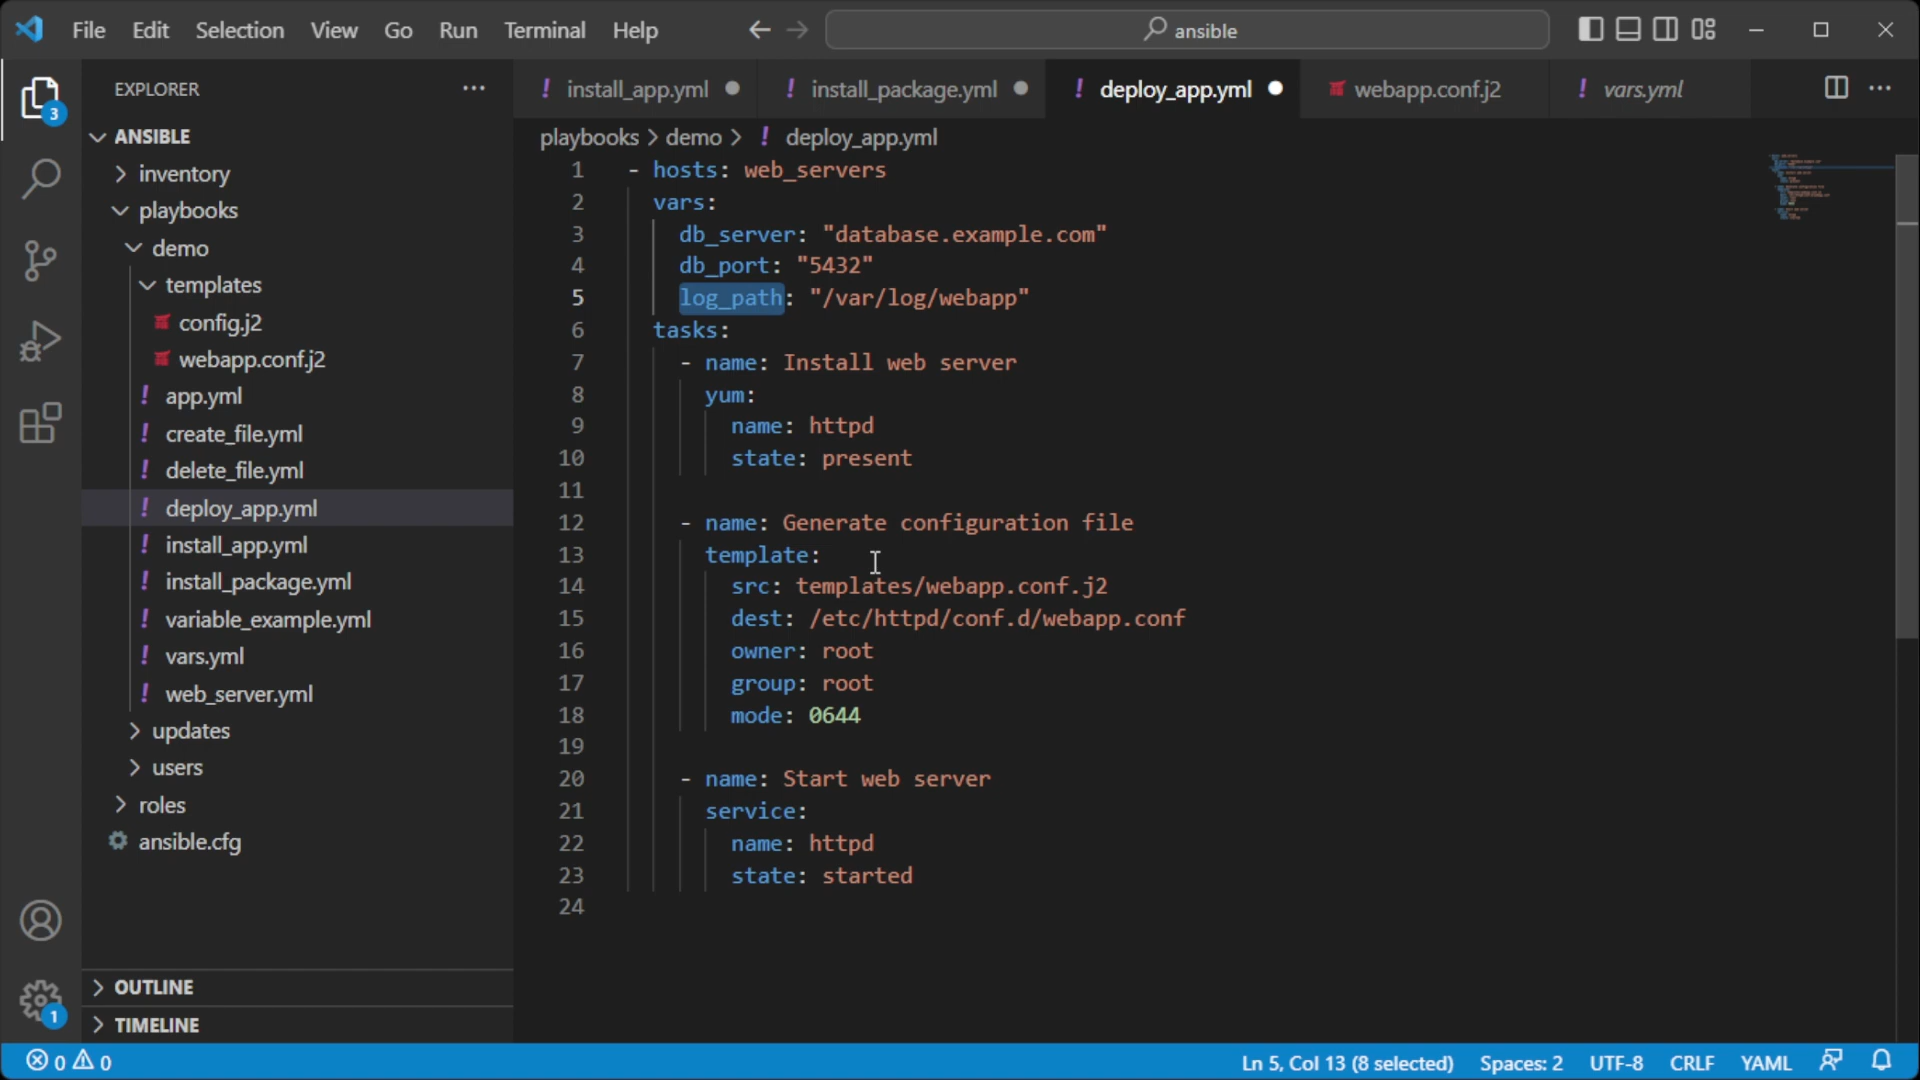 File Edit Selection View Go Run Terminal Help ansible
EXPLORER
install_app.yml install_package.yml deploy_app.yml webapp.conf.j2 vars.yml
3
playbooks > demo > ! deploy_app.yml
ANSIBLE
inventory
playbooks
demo
templates
config.j2
webapp.conf.j2
app.yml
create_file.yml
delete_file.yml
deploy_app.yml
install_app.yml
install_package.yml
variable_example.yml
vars.yml
web_server.yml
updates
users
roles
ansible.cfg
OUTLINE
TIMELINE
1
1 - hosts: web_servers
2 vars:
3 db_server: "database.example.com"
4 db_port: "5432"
5 log_path: "/var/log/webapp"
6 tasks:
7 - name: Install web server
8 yum:
9 name: httpd
10 state: present
11
12 - name: Generate configuration file
13 template:
14 src: templates/webapp.conf.j2
15 dest: /etc/httpd/conf.d/webapp.conf
16 owner: root
17 group: root
18 mode: 0644
19
20 - name: Start web server
21 service:
22 name: httpd
23 state: started
24
0 0 Ln 5, Col 13 (8 selected) Spaces: 2 UTF-8 CRLF YAML